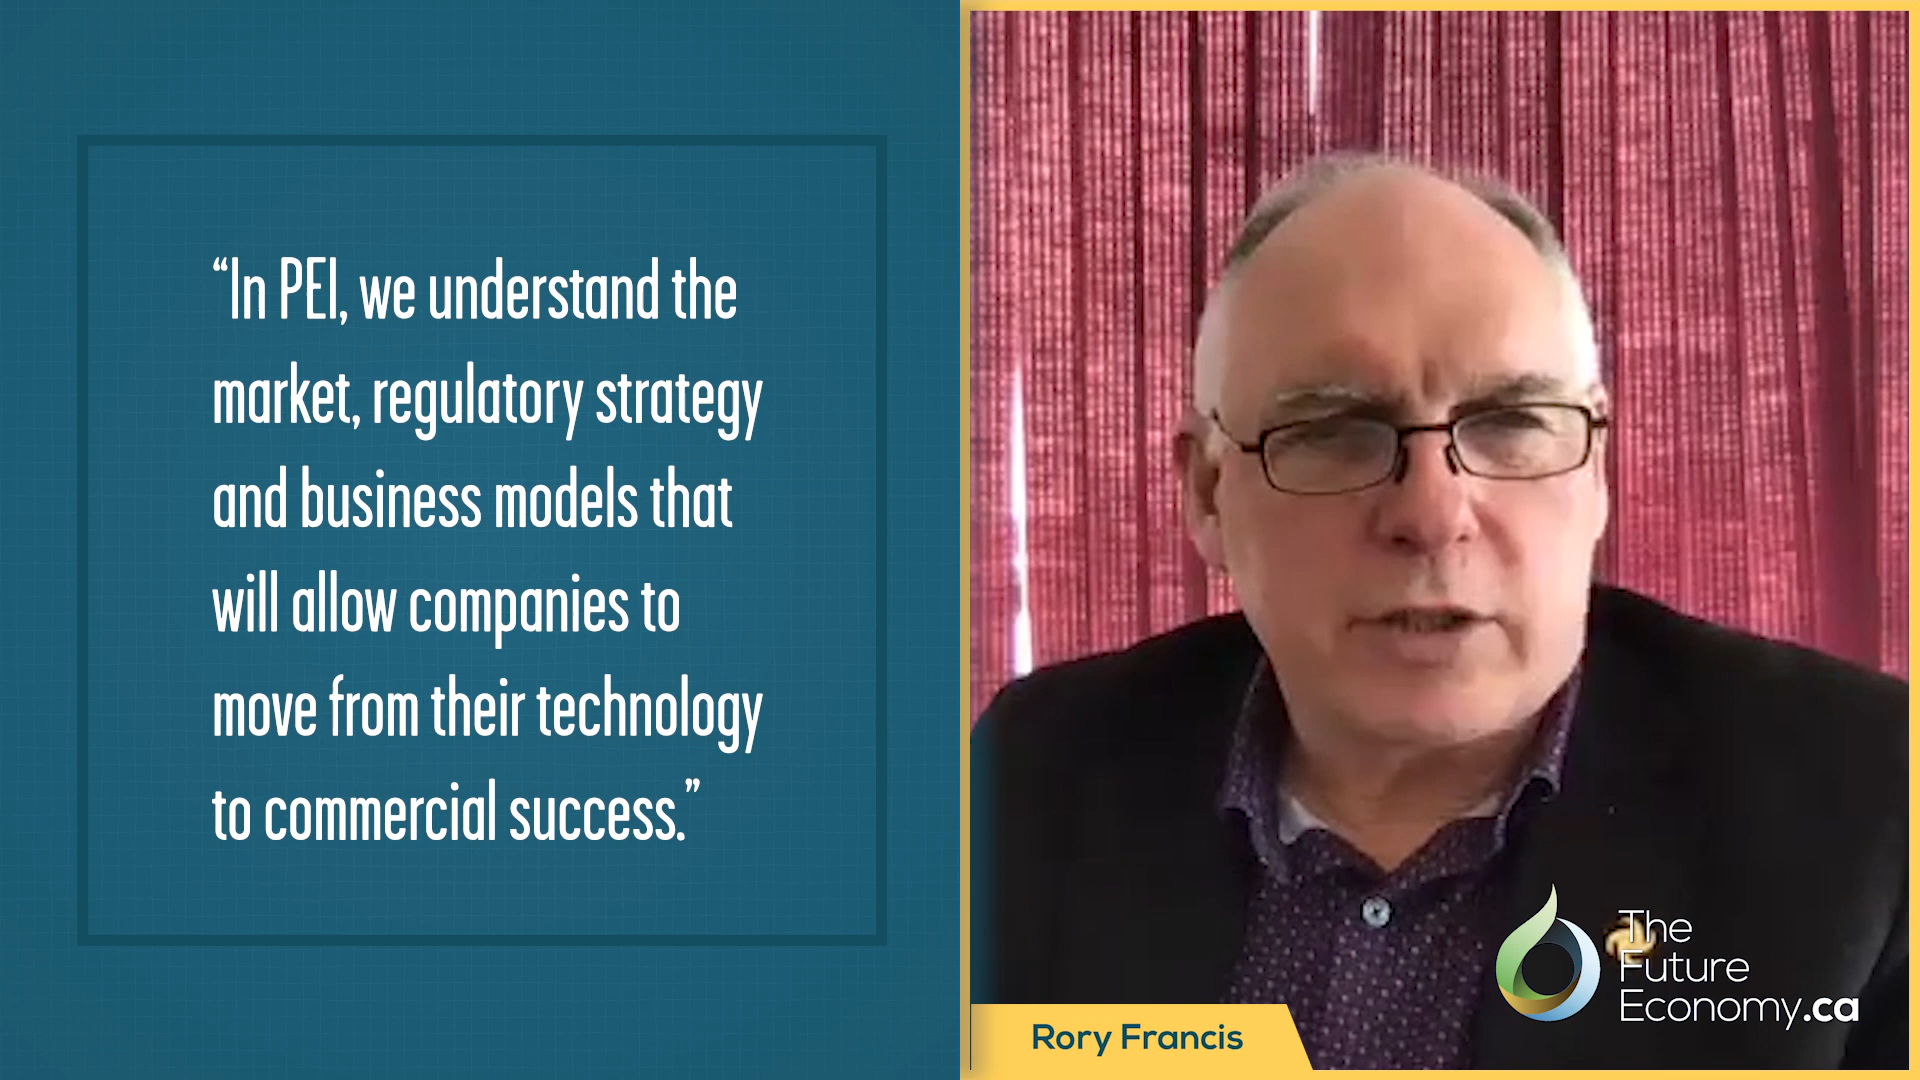 “In PEI, we understand the
market, regulatory strategy
and business models that
will allow companies to
move from their technology
to commercial success.”
Rory Francis
The
Future
Economy.ca